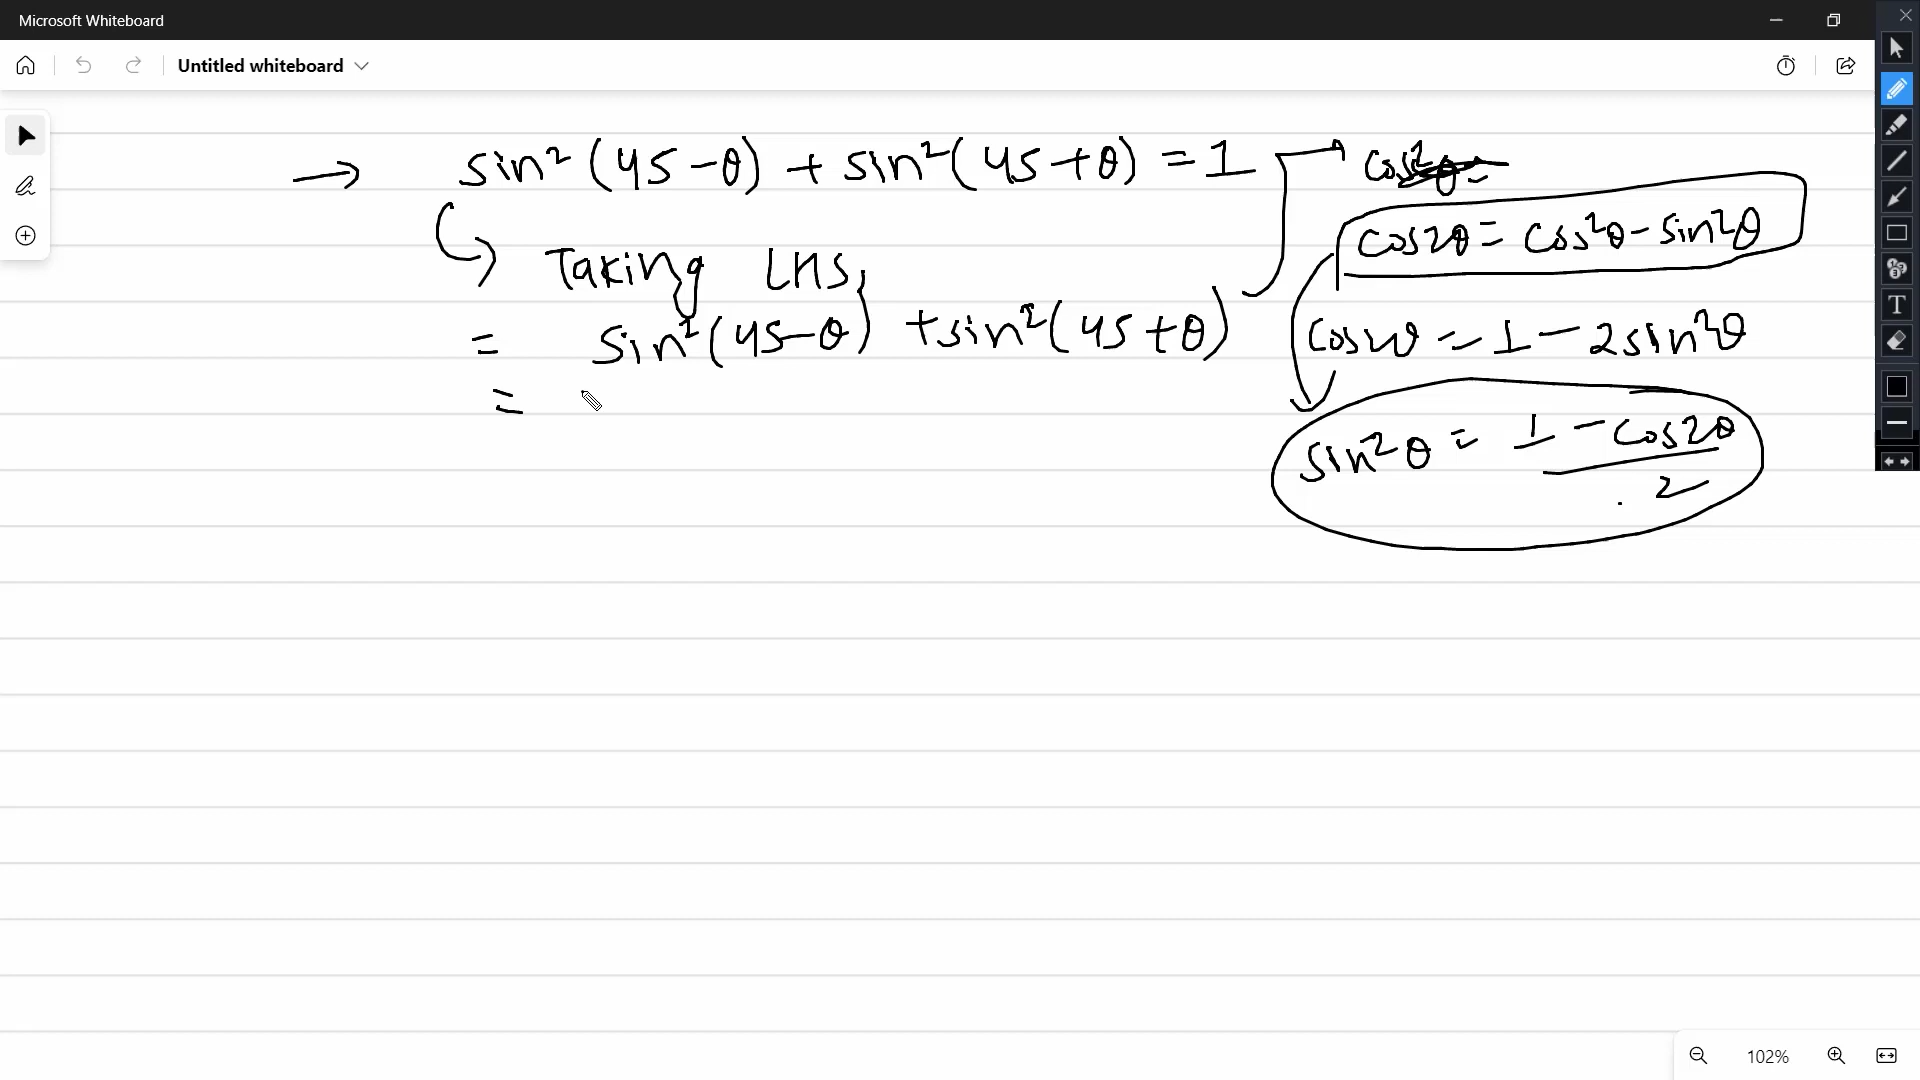 Microsoft Whiteboard
Untitled whiteboard
→ sin²(45-θ) + sin²(45+θ) = 1
Taking LHS,
= sin²(45-θ) + sin²(45+θ)
=
cos²θ =
cos2θ = cos²θ - sin²θ
cos2θ = 1 - 2sin²θ
sin²θ = 1 - cos2θ
2
T
102%